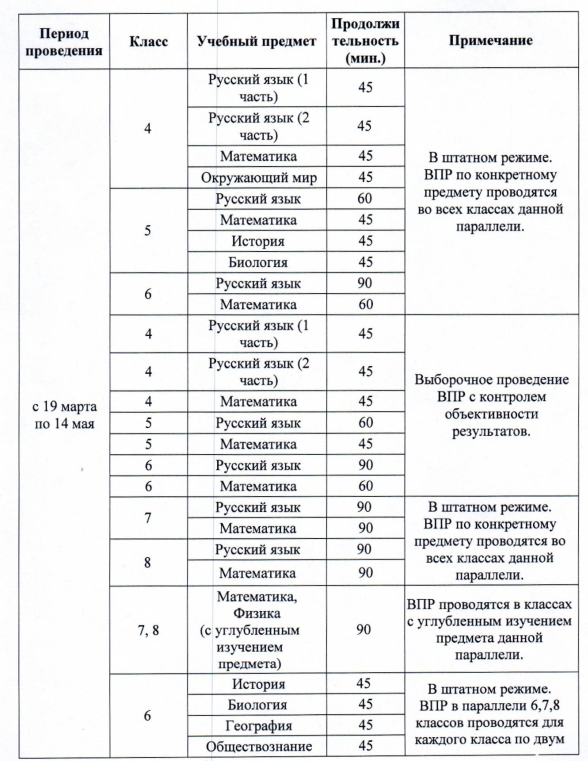 Период проведения | Класс | Учебный предмет | Продолжи тельность (мин.) | Примечание
с 19 марта по 14 мая
4
Русский язык (1 часть) 45
Русский язык (2 часть) 45
Математика 45
Окружающий мир 45
5
Русский язык 60
Математика 45
История 45
Биология 45
6
Русский язык 90
Математика 60
В штатном режиме.
ВПР по конкретному
предмету проводятся
во всех классах данной
параллели.
4 Русский язык (1 часть) 45
4 Русский язык (2 часть) 45
4 Математика 45
5 Русский язык 60
5 Математика 45
6 Русский язык 90
6 Математика 60
Выборочное проведение
ВПР с контролем
объективности
результатов.
7
Русский язык 90
Математика 90
8
Русский язык 90
Математика 90
В штатном режиме.
ВПР по конкретному
предмету проводятся во
всех классах данной
параллели.
7, 8
Математика,
Физика
(с углубленным
изучением
предмета)
90
ВПР проводятся в классах
с углубленным изучением
предмета данной
параллели.
6
История 45
Биология 45
География 45
Обществознание 45
В штатном режиме.
ВПР в параллели 6,7,8
классов проводятся для
каждого класса по двум